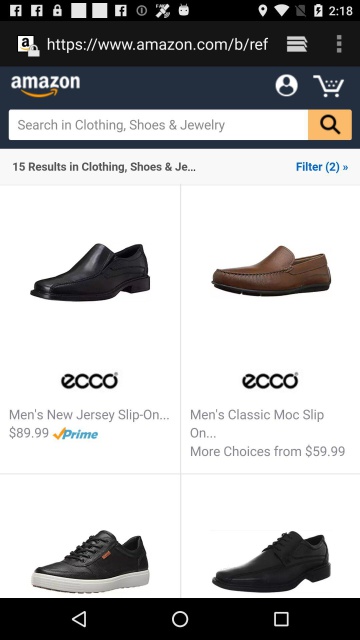 2:18
a https://www.amazon.com/b/ref
amazon
Search in Clothing, Shoes & Jewelry
15 Results in Clothing, Shoes & Je... Filter (2) »
ecco
Men's New Jersey Slip-On...
$89.99 Prime
ecco
Men's Classic Moc Slip
On...
More Choices from $59.99